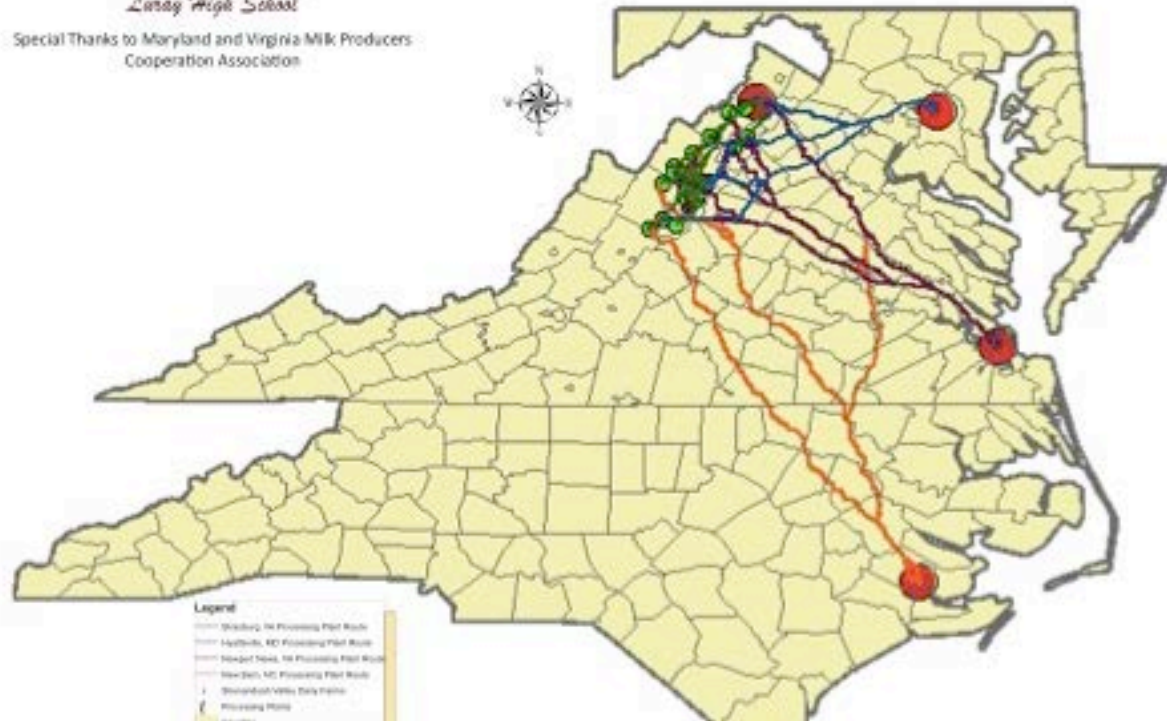 Luray High School
Special Thanks to Maryland and Virginia Milk Producers
Cooperation Association
N
Legend
Strasburg, VA Processing Plant Route
Hyattsville, MD Processing Plant Route
Newport News, VA Processing Plant Route
New Bern, NC Processing Plant Route
Shenandoah Valley Dairy Farms
Processing Plants